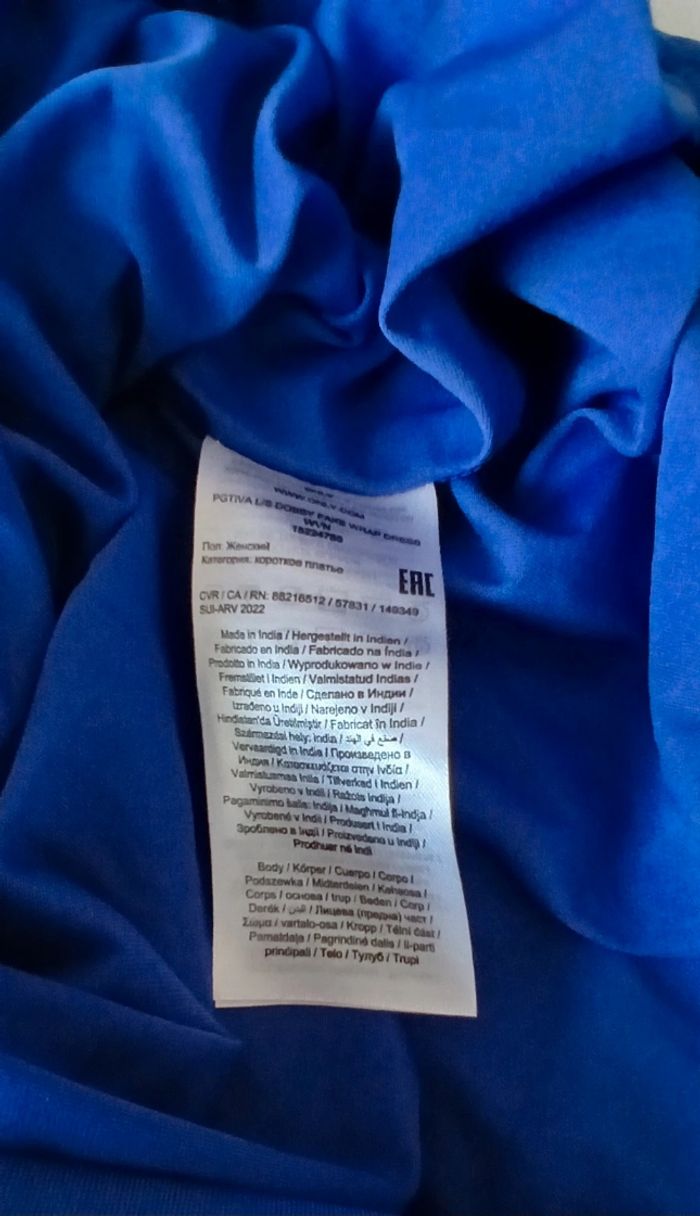 ONLY
WWW.ONLY.COM
PGTIVA L/S DOBBY FAKE WRAP DRESS
WVN
Пол: Женский
Категория: короткое платье
EAC
CVR / CA / RN: 88216512 / 57831 / 149349
SUI-ARV 2022
Made in India / Hergestellt in Indien /
Fabricado en India / Fabricado na Índia /
Prodotto in India / Wyprodukowano w Indie /
Fremstillet i Indien / Valmistatud Indias /
Fabriqué en Inde / Сделано в Индии /
Izrađeno u Indiji / Narejeno v Indiji /
Hindistan'da Üretilmiştir / Fabricat în India /
Származási hely: India / صنع في الهند /
Vervaardigd in India / Произведено в
Индия / Κατασκευάζεται στην Ινδία /
Valmistusmaa Intia / Tillverkad i Indien /
Vyrobeno v Indii / Ražots Indija /
Pagaminimo šalis: Indija / Magħmul fl-Indja /
Vyrobené v Indii / Produsert i India /
Зроблено в Індії / Proizvedeno u Indiji /
Prodhuar në Indi
Body / Körper / Cuerpo / Corpo /
Podszewka / Midterdelen / Kehaosa /
Corps / основа / trup / Beden / Corp /
Derék / البدن / Лицева (предна) част /
Σώμα / vartalo-osa / Kropp / Tělní část /
Pamatdaļa / Pagrindinė dalis / Il-parti
prinċipali / Telo / Тулуб / Trupi